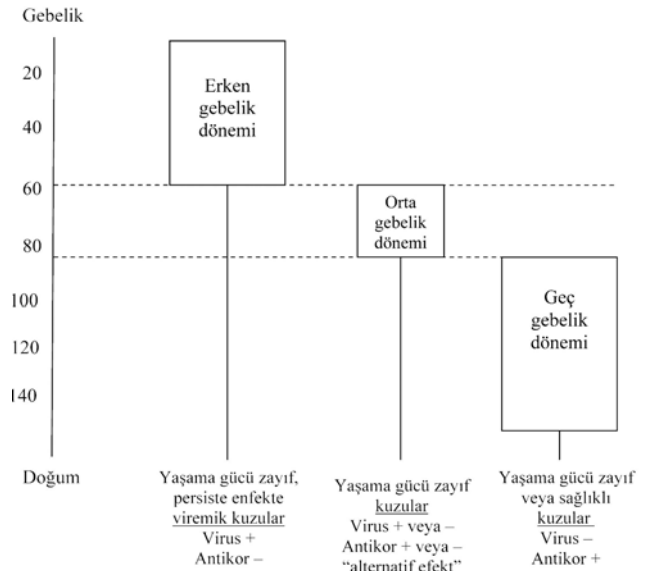 Gebelik
20
40
60
80
100
120
140
Doğum
Erken
gebelik
dönemi
Orta
gebelik
dönemi
Geç
gebelik
dönemi
Yaşama gücü zayıf,
persiste enfekte
viremik kuzular
Virus +
Antikor –
Yaşama gücü zayıf
kuzular
Virus + veya –
Antikor + veya –
“alternatif efekt”
Yaşama gücü zayıf
veya sağlıklı
kuzular
Virus –
Antikor +